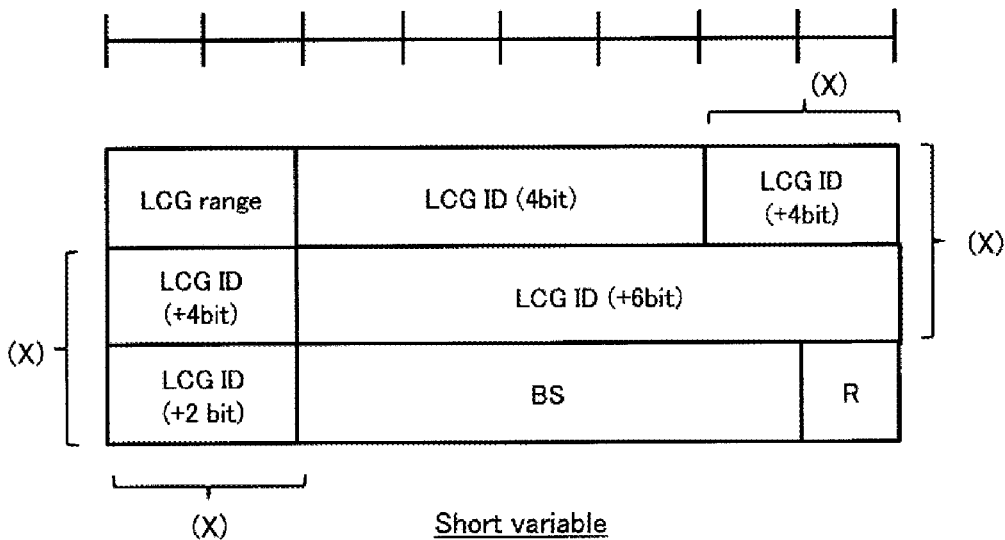 (X)
LCG range
LCG ID (4bit)
LCG ID
(+4bit)
(X)
LCG ID
(+4bit)
LCG ID (+6bit)
(X)
LCG ID
(+2 bit)
BS
R
(X)
Short variable